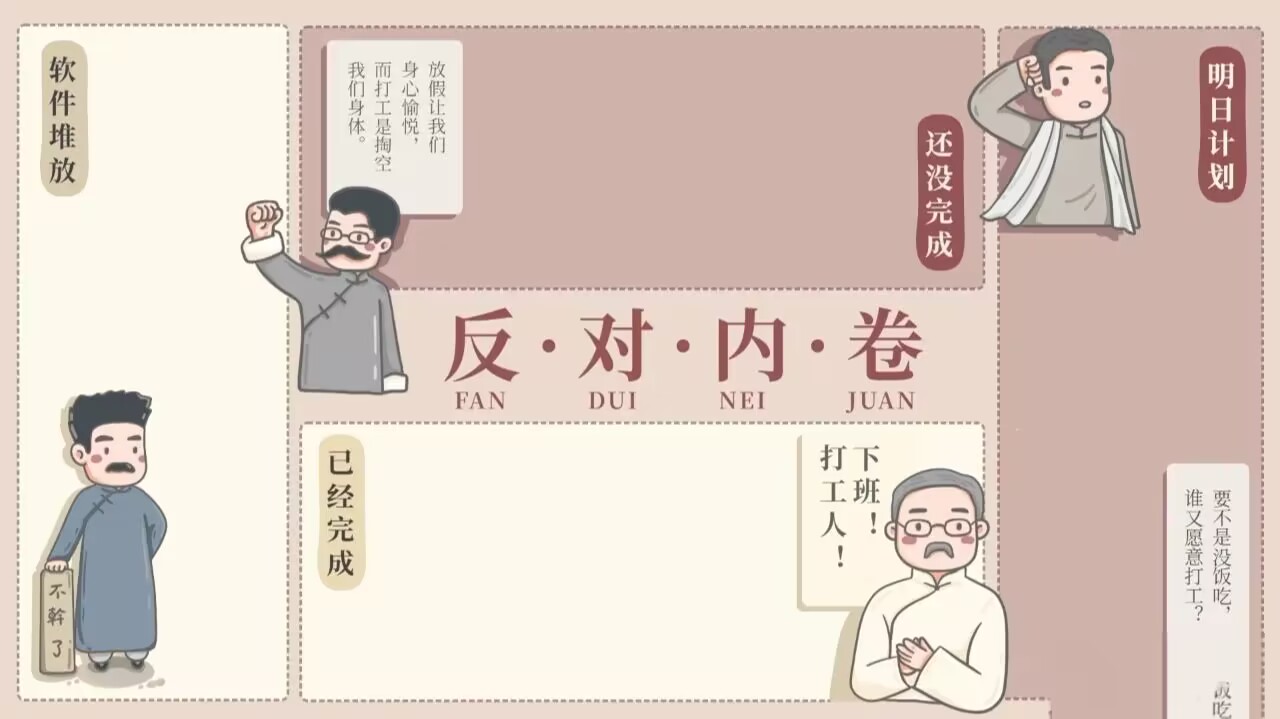 软件堆放
放假让我们
身心愉悦，
而打工是掏空
我们身体。
还没完成
明日计划
反·对·内·卷
FAN DUI NEI JUAN
已经完成
下班！
打工人！
不幹了
要不是没饭吃，
谁又愿意打工？
饭吃